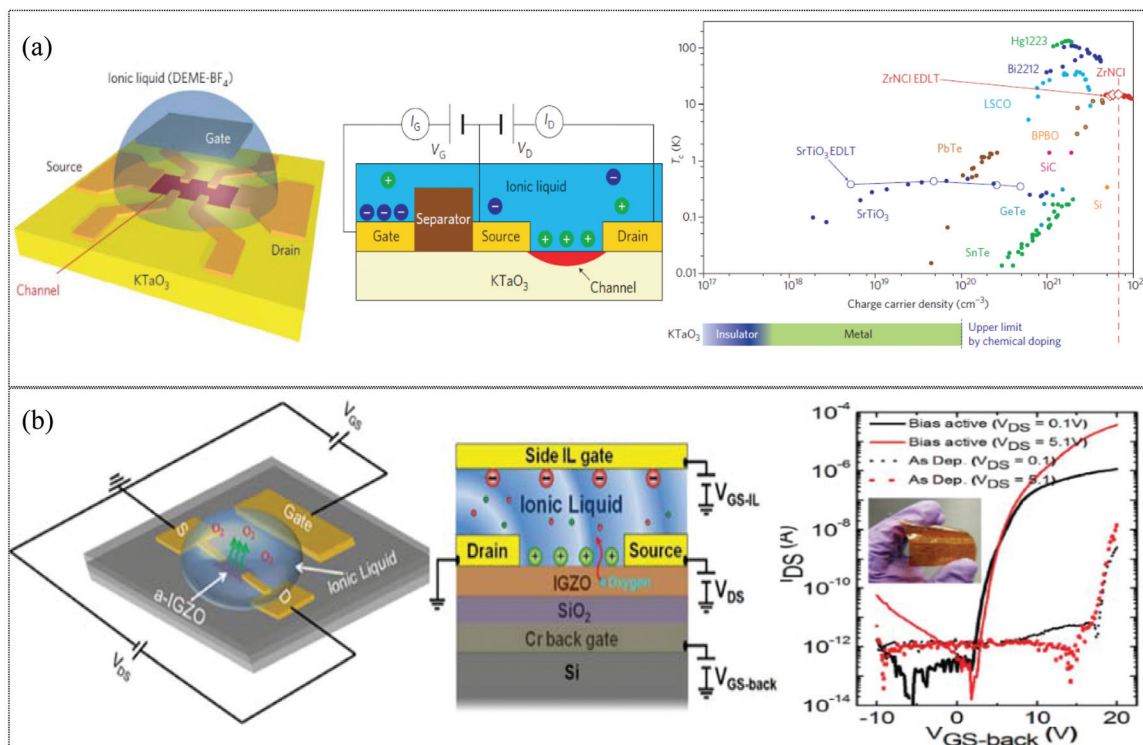 (a)
Ionic liquid (DEME-BF4)
Gate
Source
Drain
Channel
KTaO3
IG
VG
VD
ID
Ionic liquid
Separator
Gate
Source
Drain
KTaO3
Channel
Tc (K)
100
10
1
0.1
0.01
Hg1223
Bi2212
ZrNCl
ZrNCl EDLT
LSCO
BPBO
SrTiO3 EDLT
PbTe
SiC
SrTiO3
GeTe
Si
SnTe
10^17
10^18
10^19
10^20
10^21
Charge carrier density (cm−3)
KTaO3
Insulator
Metal
Upper limit
by chemical doping
(b)
VGS
S
O2
O2
O2
Gate
Ionic Liquid
a-IGZO
D
VDS
Side IL gate
Ionic Liquid
VGS-IL
Drain
Source
IGZO
Oxygen
VDS
SiO2
Cr back gate
Si
VGS-back
IDS (A)
10^-4
10^-6
10^-8
10^-10
10^-12
10^-14
Bias active (VDS = 0.1V)
Bias active (VDS = 5.1V)
As Dep. (VDS = 0.1)
As Dep. (VDS = 5.1)
-10
0
10
20
VGS-back (V)